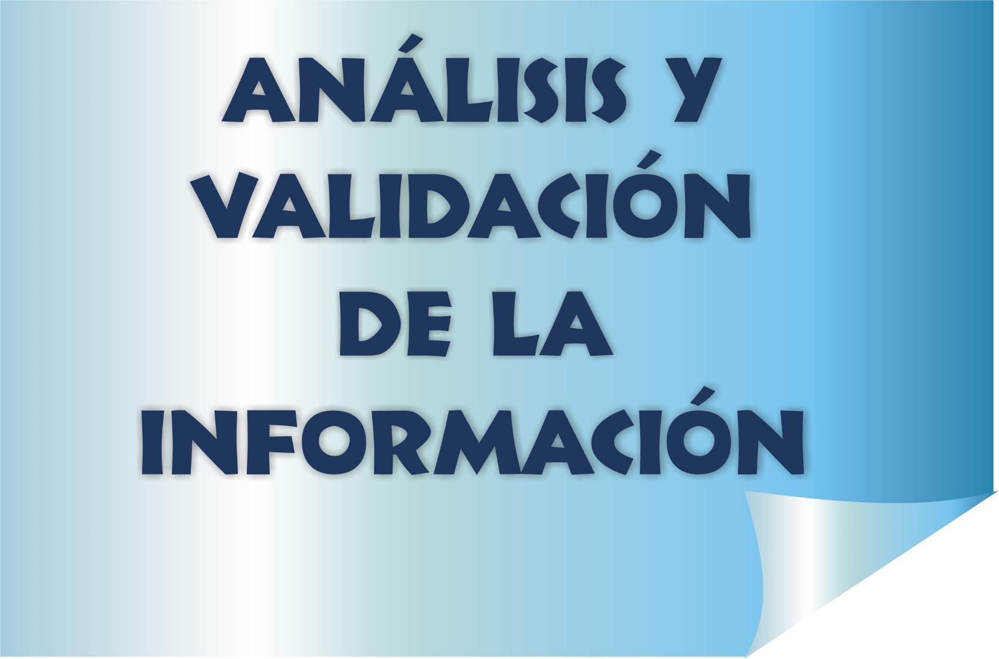 ANÁLISIS Y
VALIDACIÓN
DE LA
INFORMACIÓN